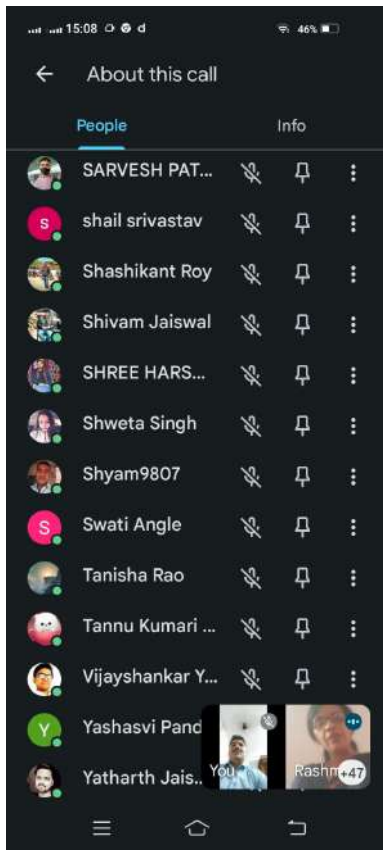 15:08 d 46%
About this call
People Info
SARVESH PAT...
s shail srivastav
Shashikant Roy
Shivam Jaiswal
SHREE HARS...
Shweta Singh
Shyam9807
S Swati Angle
Tanisha Rao
Tannu Kumari ...
Vijayshankar Y...
Y Yashasvi Pand
Yatharth Jais..
You Rashm +47